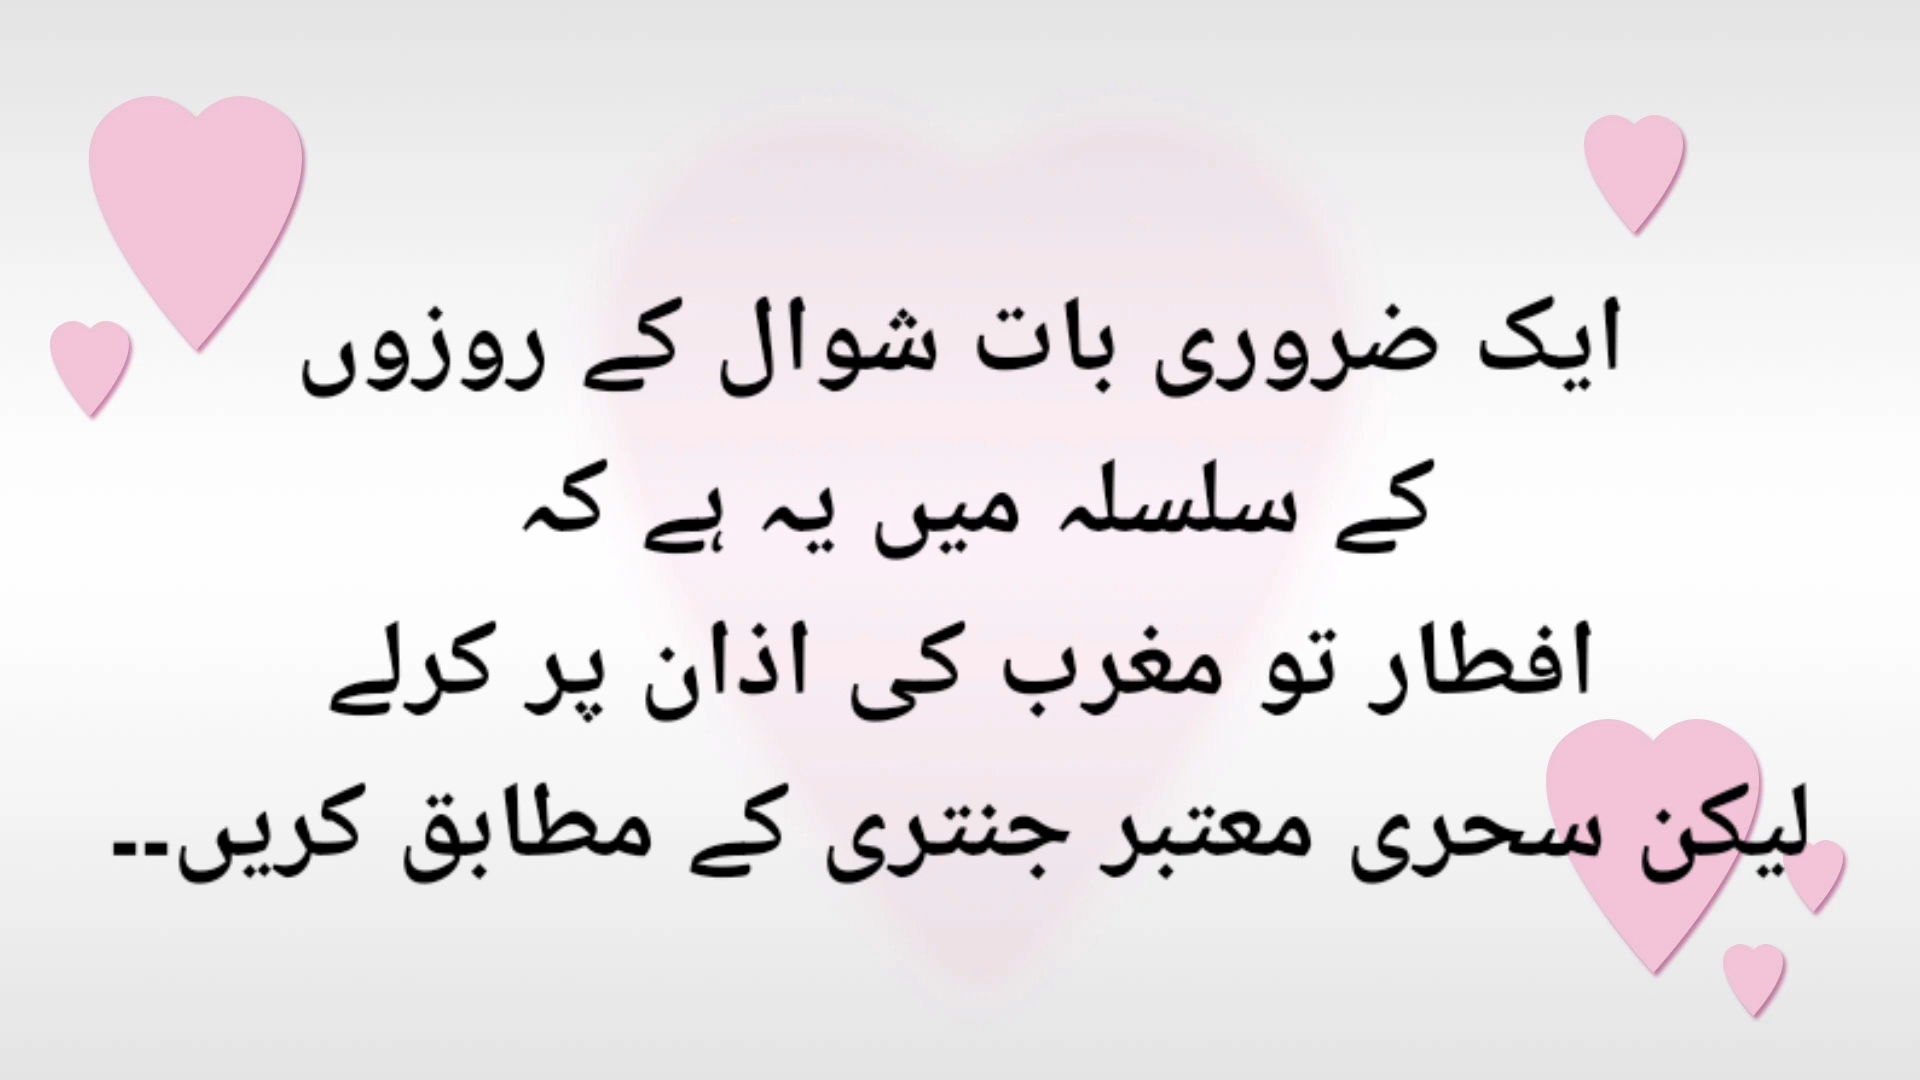 ایک ضروری بات شوال کے روزوں
کے سلسلہ میں یہ ہے کہ
افطار تو مغرب کی اذان پر کرلے
لیکن سحری معتبر جنتری کے مطابق کریں--